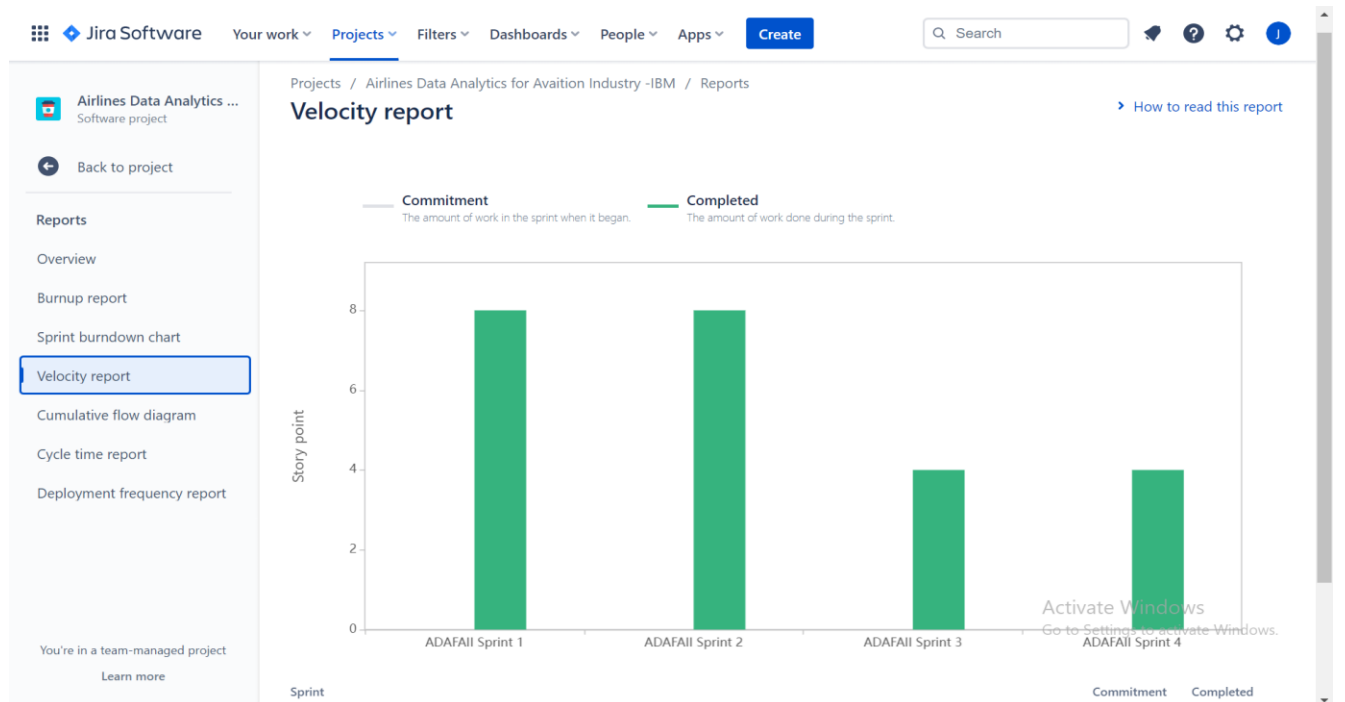 Jira Software
Your work Projects Filters Dashboards People Apps Create Search J
Airlines Data Analytics ...
Software project
Back to project
Reports
Overview
Burnup report
Sprint burndown chart
Velocity report
Cumulative flow diagram
Cycle time report
Deployment frequency report
You're in a team-managed project
Learn more
Projects / Airlines Data Analytics for Avaition Industry -IBM / Reports
Velocity report
How to read this report
Commitment
The amount of work in the sprint when it began.
Completed
The amount of work done during the sprint.
Story point
8
6
4
2
0
ADAFAII Sprint 1 ADAFAII Sprint 2 ADAFAII Sprint 3 ADAFAII Sprint 4
Activate Windows
Go to Settings to activate Windows.
Sprint Commitment Completed